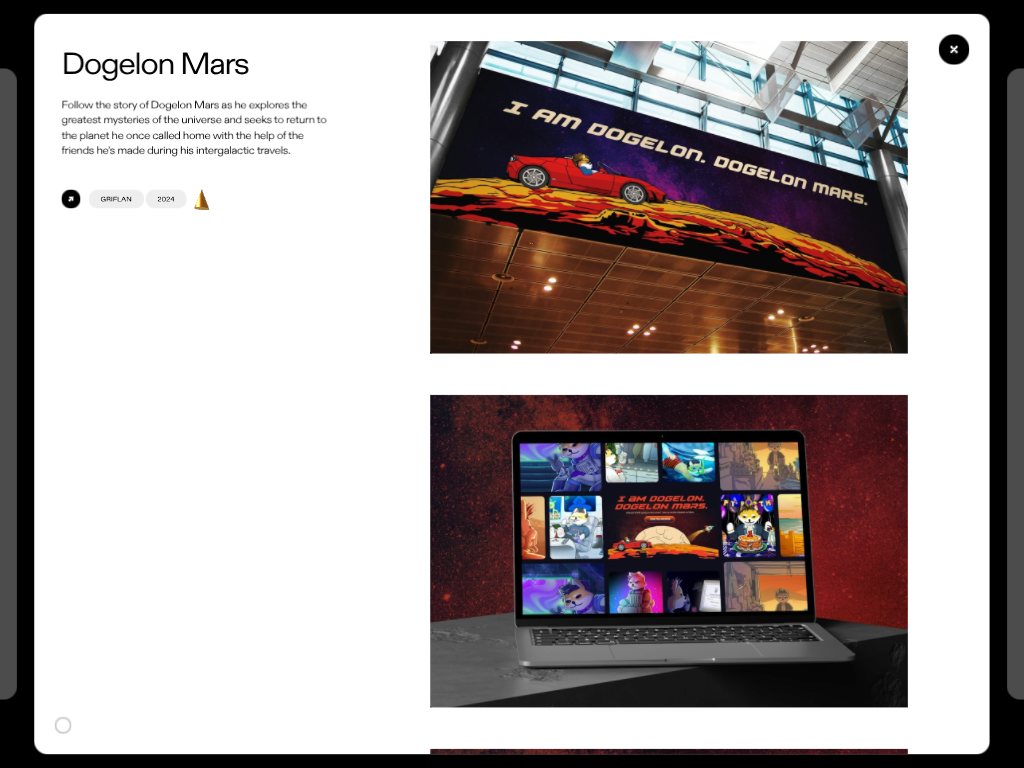 Dogelon Mars
Follow the story of Dogelon Mars as he explores the
greatest mysteries of the universe and seeks to return to
the planet he once called home with the help of the
friends he's made during his intergalactic travels.
GRIFLAN
2024
I AM DOGELON. DOGELON MARS.
I AM DOGELON.
DOGELON MARS.